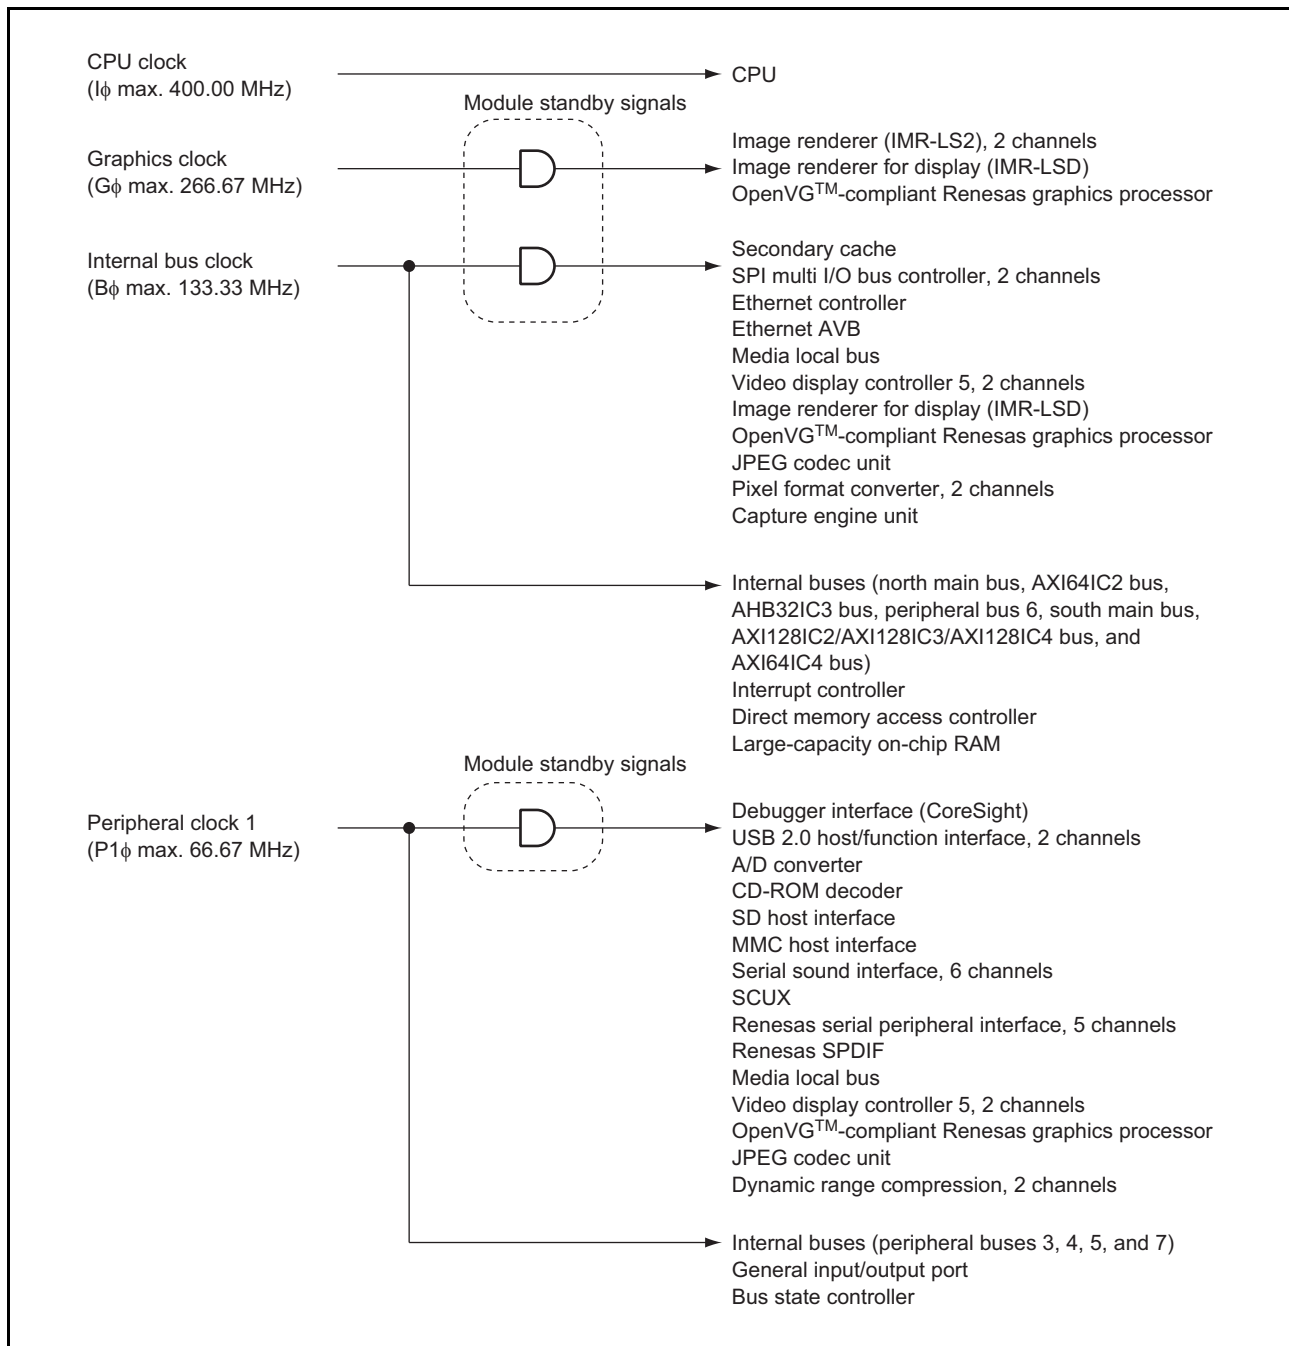 CPU clock
(Iϕ max. 400.00 MHz)
CPU
Module standby signals
Graphics clock
(Gϕ max. 266.67 MHz)
Image renderer (IMR-LS2), 2 channels
Image renderer for display (IMR-LSD)
OpenVG™-compliant Renesas graphics processor
Internal bus clock
(Bϕ max. 133.33 MHz)
Secondary cache
SPI multi I/O bus controller, 2 channels
Ethernet controller
Ethernet AVB
Media local bus
Video display controller 5, 2 channels
Image renderer for display (IMR-LSD)
OpenVG™-compliant Renesas graphics processor
JPEG codec unit
Pixel format converter, 2 channels
Capture engine unit
Internal buses (north main bus, AXI64IC2 bus,
AHB32IC3 bus, peripheral bus 6, south main bus,
AXI128IC2/AXI128IC3/AXI128IC4 bus, and
AXI64IC4 bus)
Interrupt controller
Direct memory access controller
Large-capacity on-chip RAM
Module standby signals
Peripheral clock 1
(P1ϕ max. 66.67 MHz)
Debugger interface (CoreSight)
USB 2.0 host/function interface, 2 channels
A/D converter
CD-ROM decoder
SD host interface
MMC host interface
Serial sound interface, 6 channels
SCUX
Renesas serial peripheral interface, 5 channels
Renesas SPDIF
Media local bus
Video display controller 5, 2 channels
OpenVG™-compliant Renesas graphics processor
JPEG codec unit
Dynamic range compression, 2 channels
Internal buses (peripheral buses 3, 4, 5, and 7)
General input/output port
Bus state controller